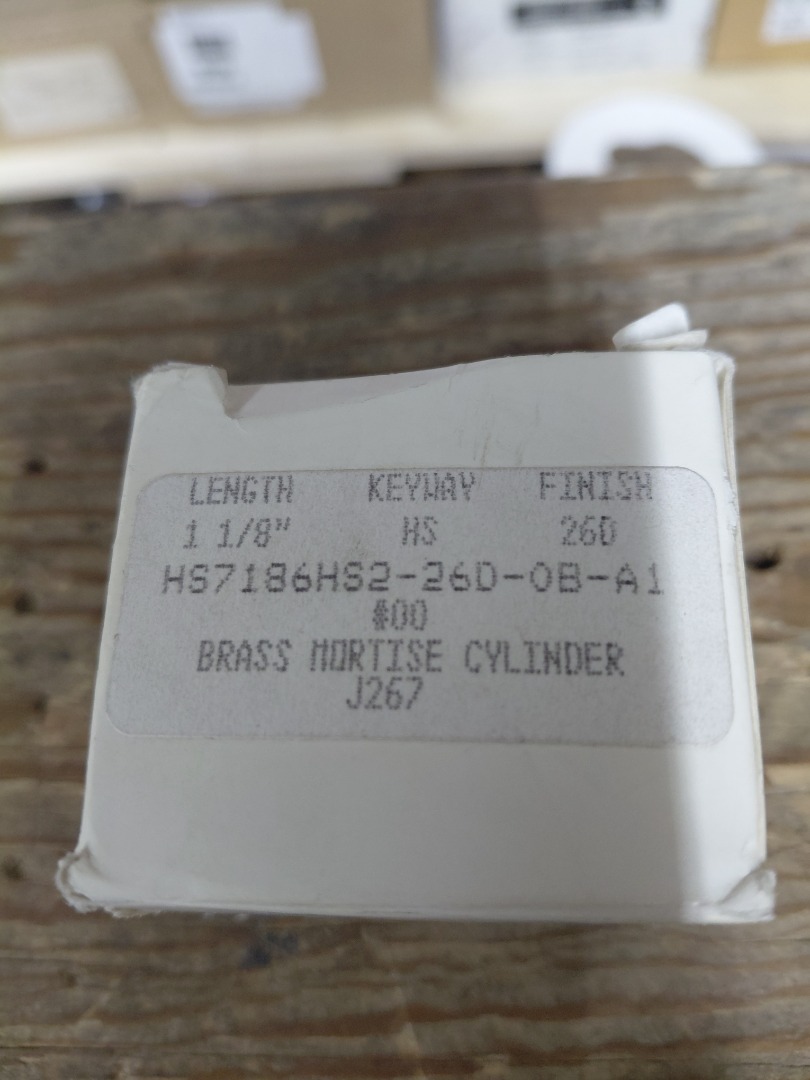 LENGTH KEYWAY FINISH
1 1/8" HS 26D
HS7186HS2-26D-0B-A1
#00
BRASS MORTISE CYLINDER
J267